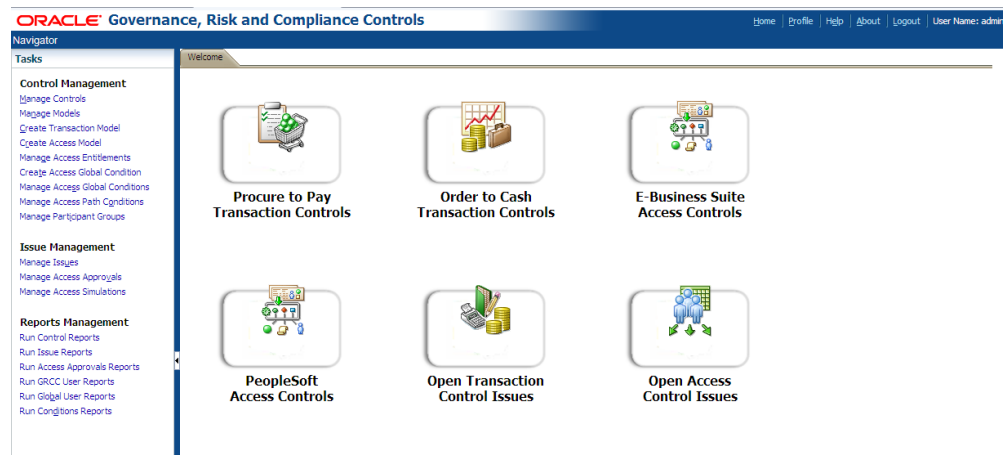 ORACLE Governance, Risk and Compliance Controls
Home Profile Help About Logout User Name: admin
Navigator
Tasks
Control Management
Manage Controls
Manage Models
Create Transaction Model
Create Access Model
Manage Access Entitlements
Create Access Global Condition
Manage Access Global Conditions
Manage Access Path Conditions
Manage Participant Groups
Issue Management
Manage Issues
Manage Access Approvals
Manage Access Simulations
Reports Management
Run Control Reports
Run Issue Reports
Run Access Approvals Reports
Run GRCC User Reports
Run Global User Reports
Run Conditions Reports
Welcome
Procure to Pay
Transaction Controls
Order to Cash
Transaction Controls
E-Business Suite
Access Controls
PeopleSoft
Access Controls
Open Transaction
Control Issues
Open Access
Control Issues